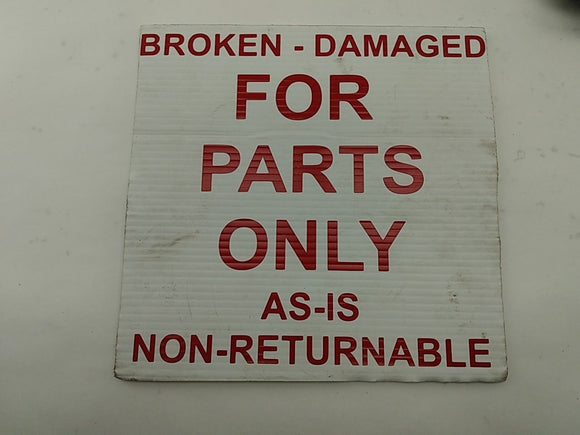 BROKEN - DAMAGED
FOR
PARTS
ONLY
AS-IS
NON-RETURNABLE